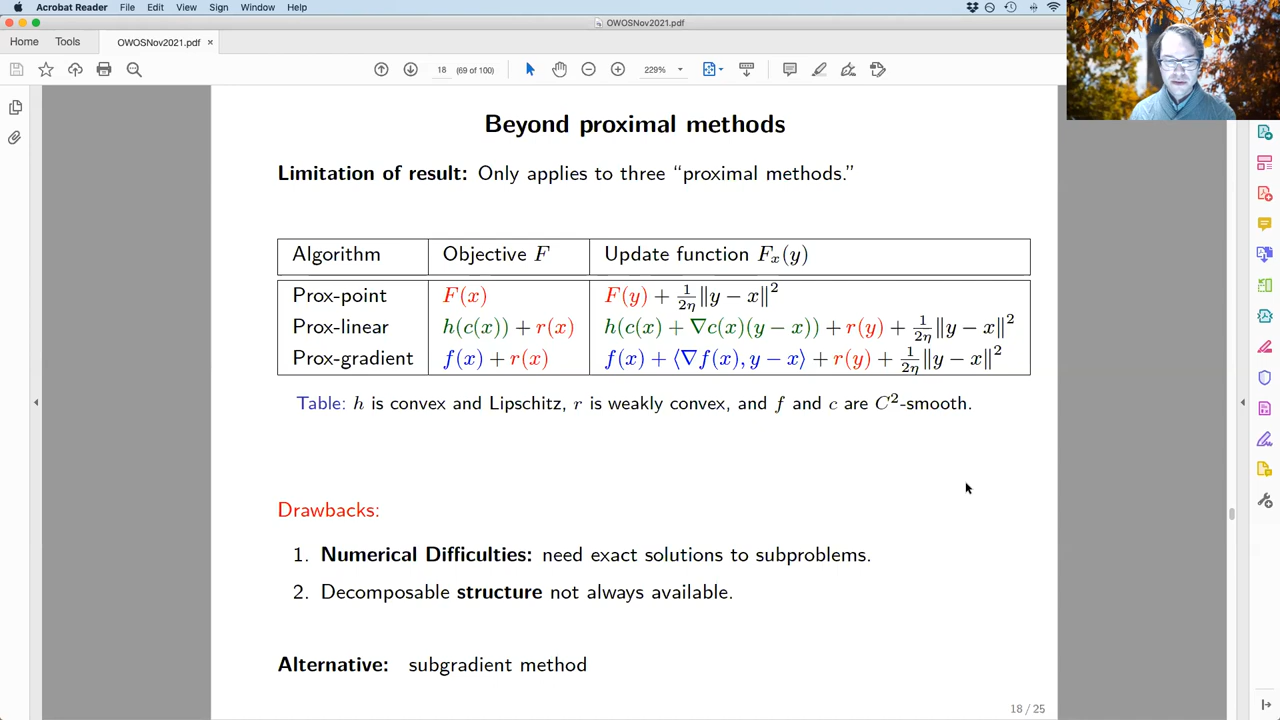 Acrobat Reader File Edit View Sign Window Help
OWOSNov2021.pdf
Home Tools OWOSNov2021.pdf ×
18 (69 of 100) 229%
Beyond proximal methods
Limitation of result: Only applies to three “proximal methods.”
Algorithm Objective F Update function Fₓ(y)
Prox-point F(x) F(y) + 1/2η ‖y − x‖²
Prox-linear h(c(x)) + r(x) h(c(x) + ∇c(x)(y − x)) + r(y) + 1/2η ‖y − x‖²
Prox-gradient f(x) + r(x) f(x) + ⟨∇f(x), y − x⟩ + r(y) + 1/2η ‖y − x‖²
Table: h is convex and Lipschitz, r is weakly convex, and f and c are C²-smooth.
Drawbacks:
1. Numerical Difficulties: need exact solutions to subproblems.
2. Decomposable structure not always available.
Alternative: subgradient method
18 / 25